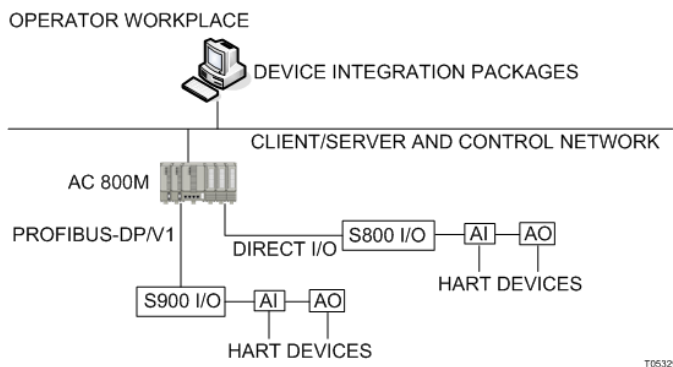 OPERATOR WORKPLACE
DEVICE INTEGRATION PACKAGES
CLIENT/SERVER AND CONTROL NETWORK
AC 800M
PROFIBUS-DP/V1
DIRECT I/O
S800 I/O
AI
AO
HART DEVICES
S900 I/O
AI
AO
HART DEVICES